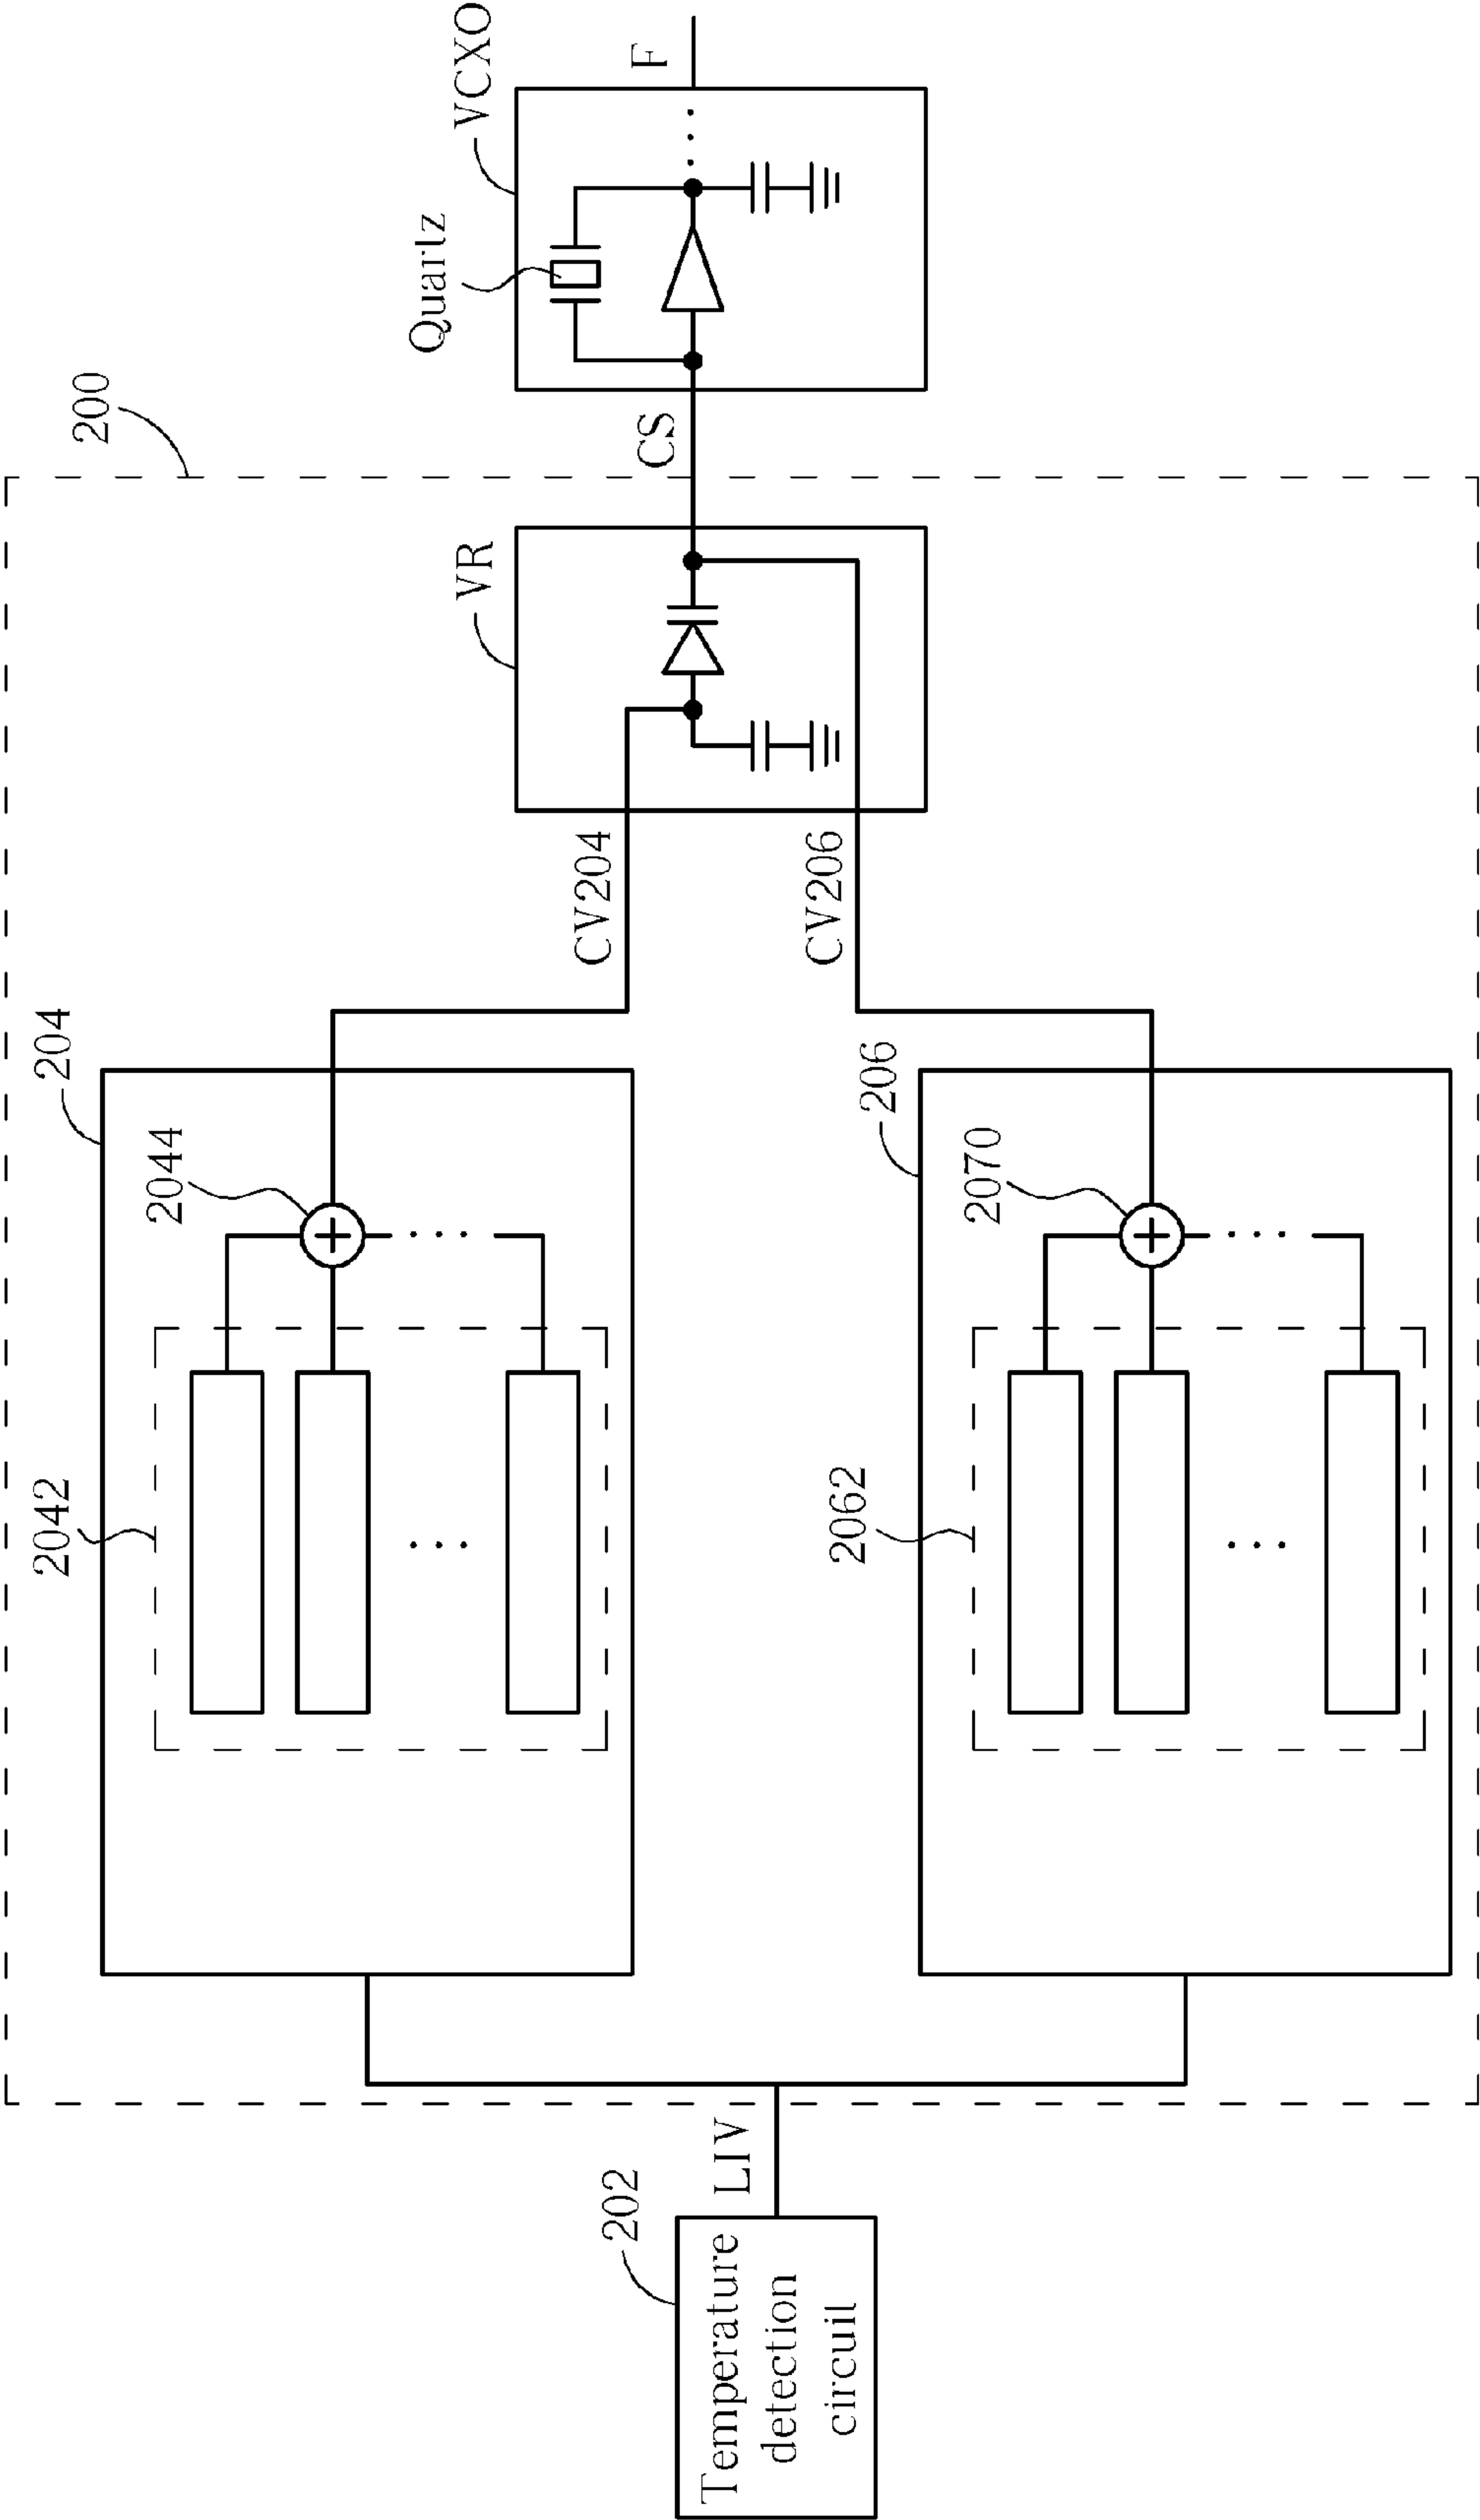 200
204
2042
2044
Quartz
VCXO
VR
CV204
202
F
CS
LIV
Temperature
detection
circuit
CV206
206
2062
2070